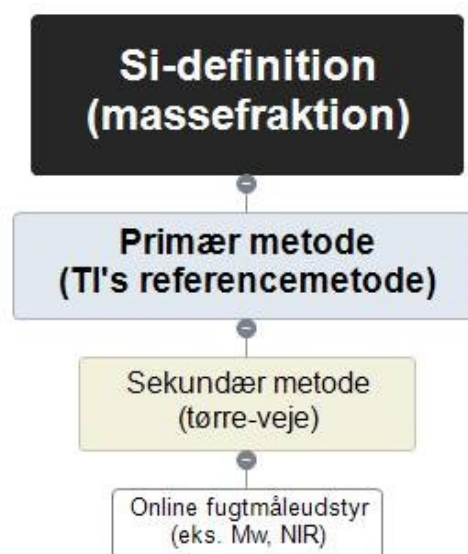 Si-definition
(massefraktion)
Primær metode
(TI's referencemetode)
Sekundær metode
(tørre-veje)
Online fugtmåleudstyr
(eks. Mw, NIR)